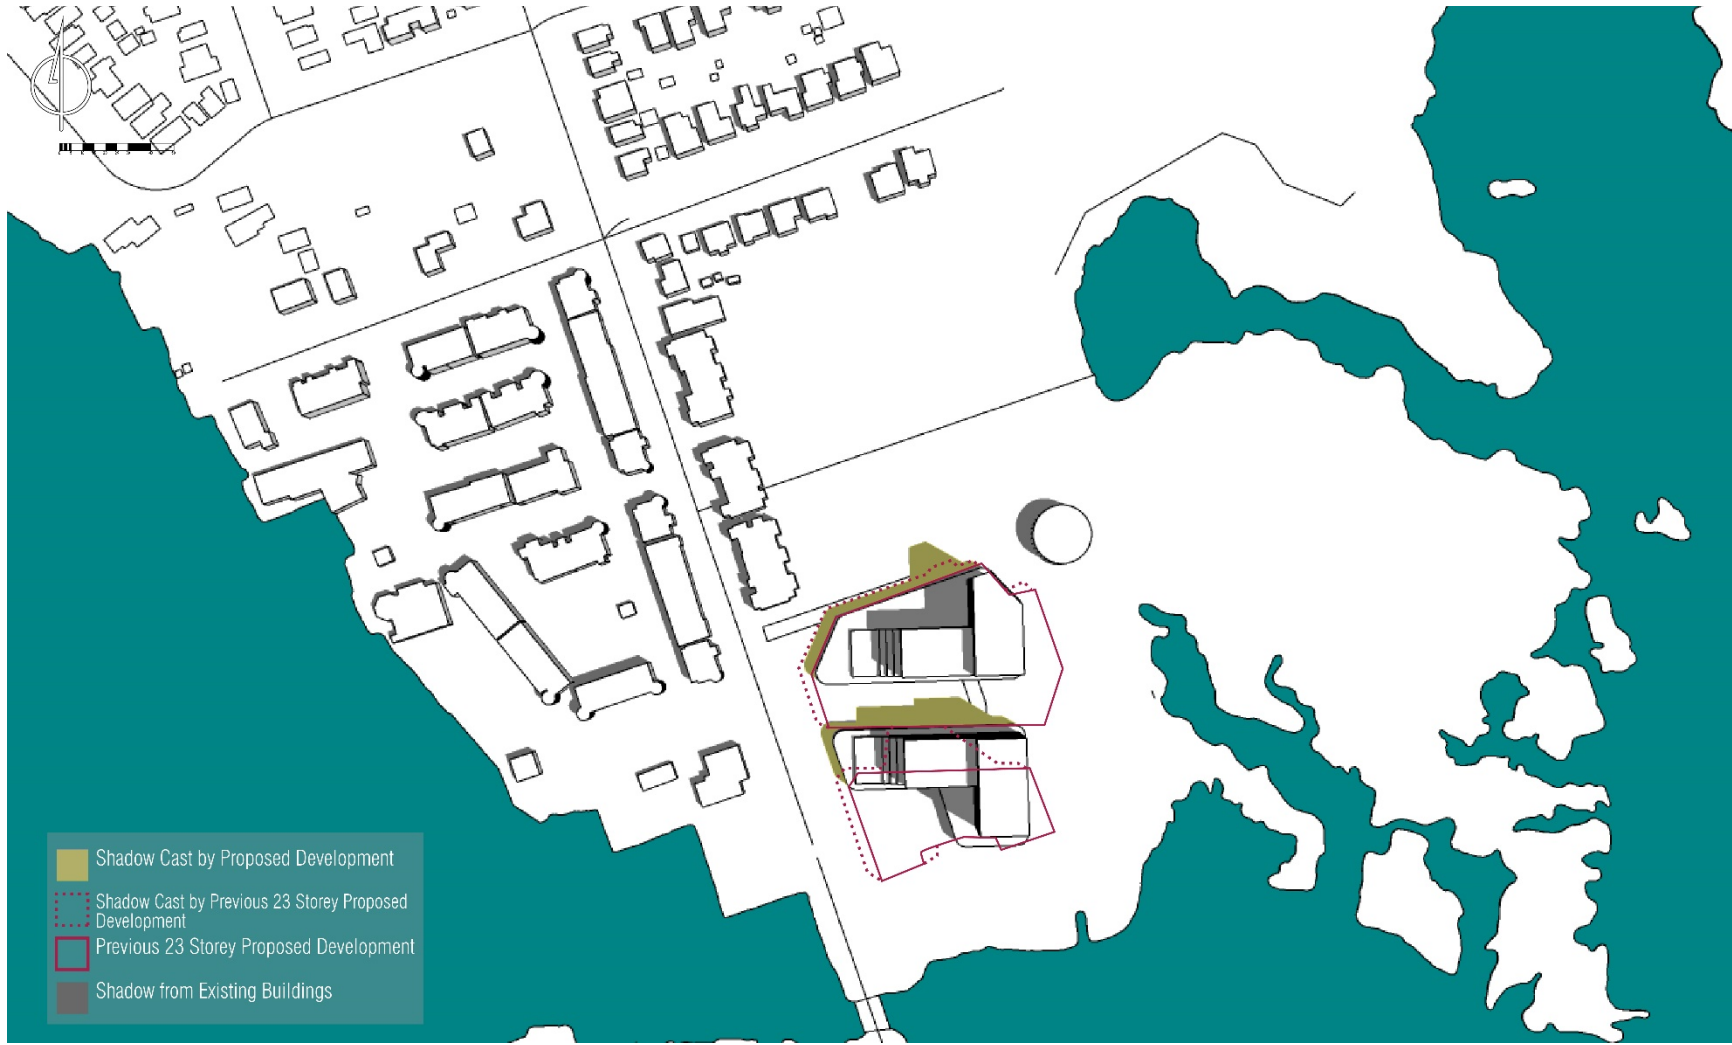 Shadow Cast by Proposed Development
Shadow Cast by Previous 23 Storey Proposed
Development
Previous 23 Storey Proposed Development
Shadow from Existing Buildings